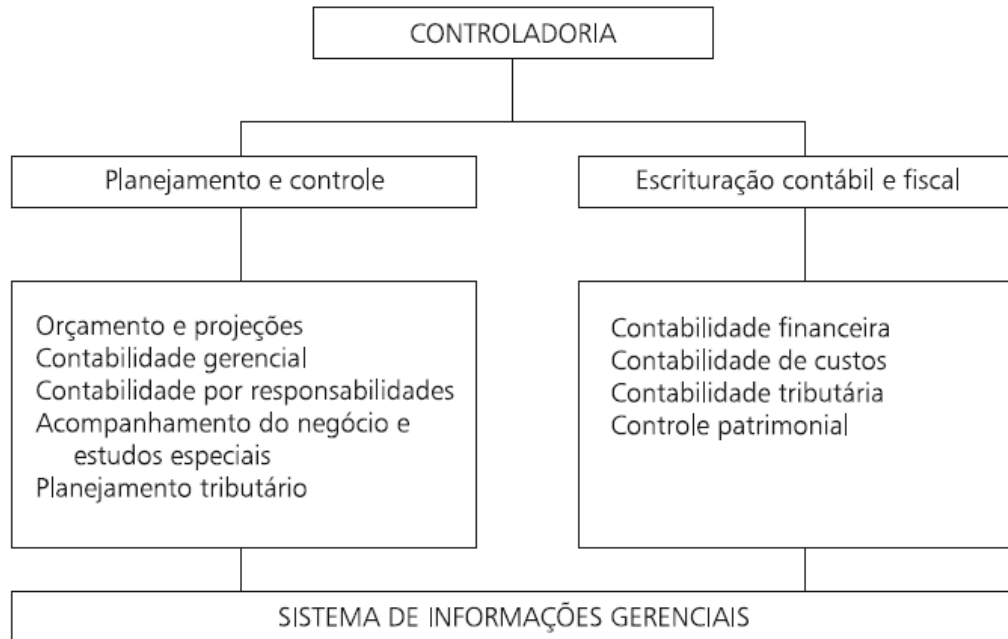 CONTROLADORIA
Planejamento e controle
Escrituração contábil e fiscal
Orçamento e projeções
Contabilidade gerencial
Contabilidade por responsabilidades
Acompanhamento do negócio e
estudos especiais
Planejamento tributário
Contabilidade financeira
Contabilidade de custos
Contabilidade tributária
Controle patrimonial
SISTEMA DE INFORMAÇÕES GERENCIAIS